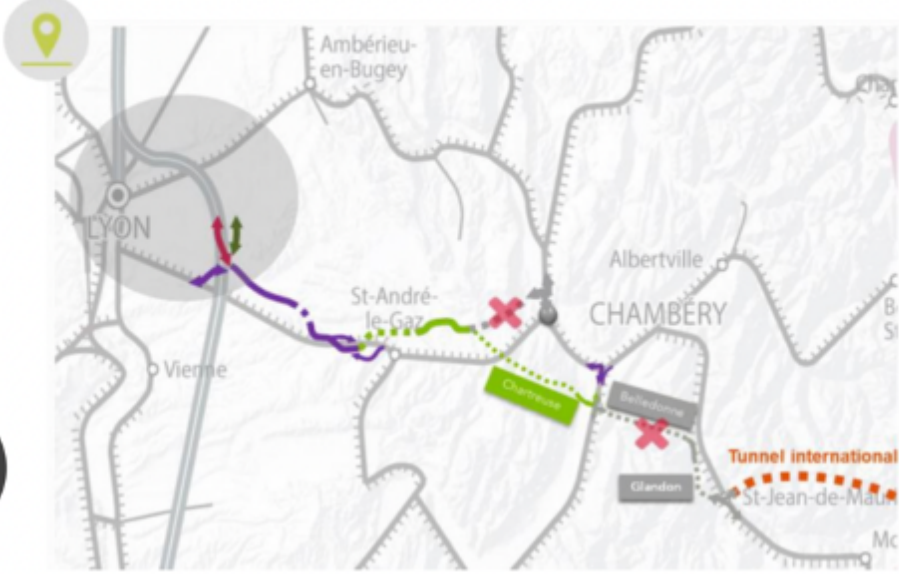 Ambérieu-
en-Bugey
LYON
Albertville
St-André-
le-Gaz
CHAMBÉRY
Vienne
Chartreuse
Belledonne
Tunnel international
Glandon
St-Jean-de-Maur